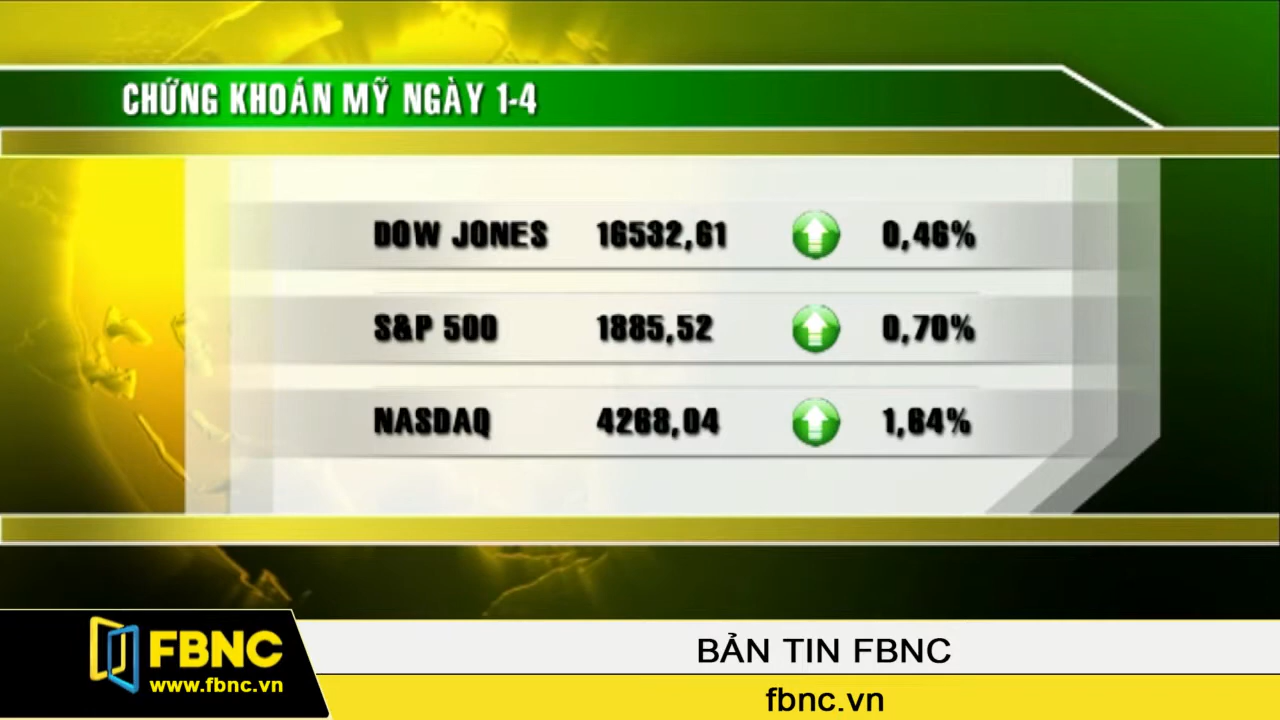 CHỨNG KHOÁN MỸ NGÀY 1-4
DOW JONES 16532,61 0,46%
S&P 500 1885,52 0,70%
NASDAQ 4268,04 1,64%
FBNC
www.fbnc.vn
BẢN TIN FBNC
fbnc.vn